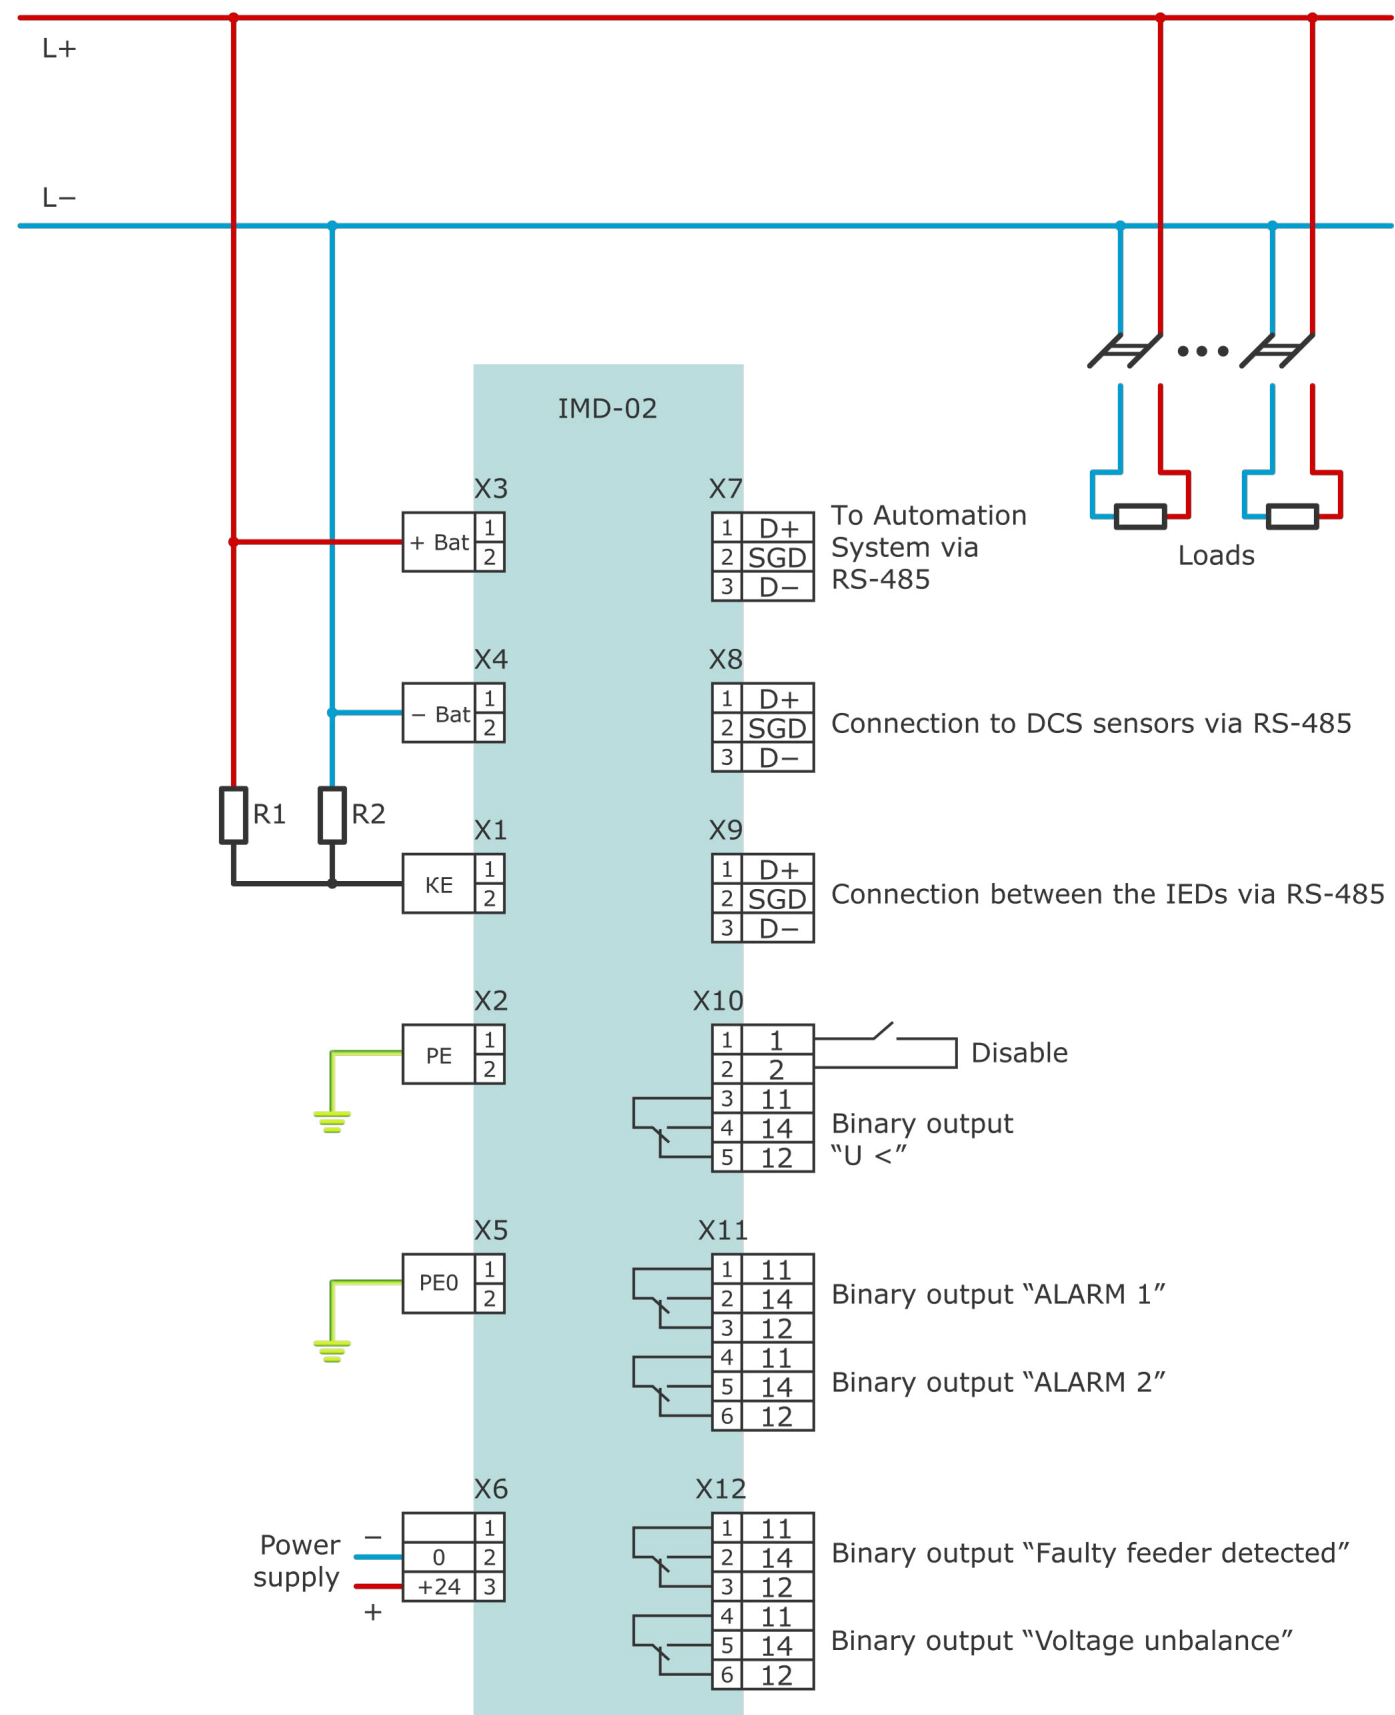 L+
L−
IMD-02
X3
+ Bat
1
2
X4
− Bat
1
2
R1
R2
X1
KE
1
2
X2
PE
1
2
X5
PE0
1
2
X6
1
0 2
+24 3
Power
supply
−
+
X7
1 D+
2 SGD
3 D−
To Automation
System via
RS-485
Loads
X8
1 D+
2 SGD
3 D−
Connection to DCS sensors via RS-485
X9
1 D+
2 SGD
3 D−
Connection between the IEDs via RS-485
X10
1 1
2 2
3 11
4 14
5 12
Disable
Binary output
“U <”
X11
1 11
2 14
3 12
4 11
5 14
6 12
Binary output “ALARM 1”
Binary output “ALARM 2”
X12
1 11
2 14
3 12
4 11
5 14
6 12
Binary output “Faulty feeder detected”
Binary output “Voltage unbalance”